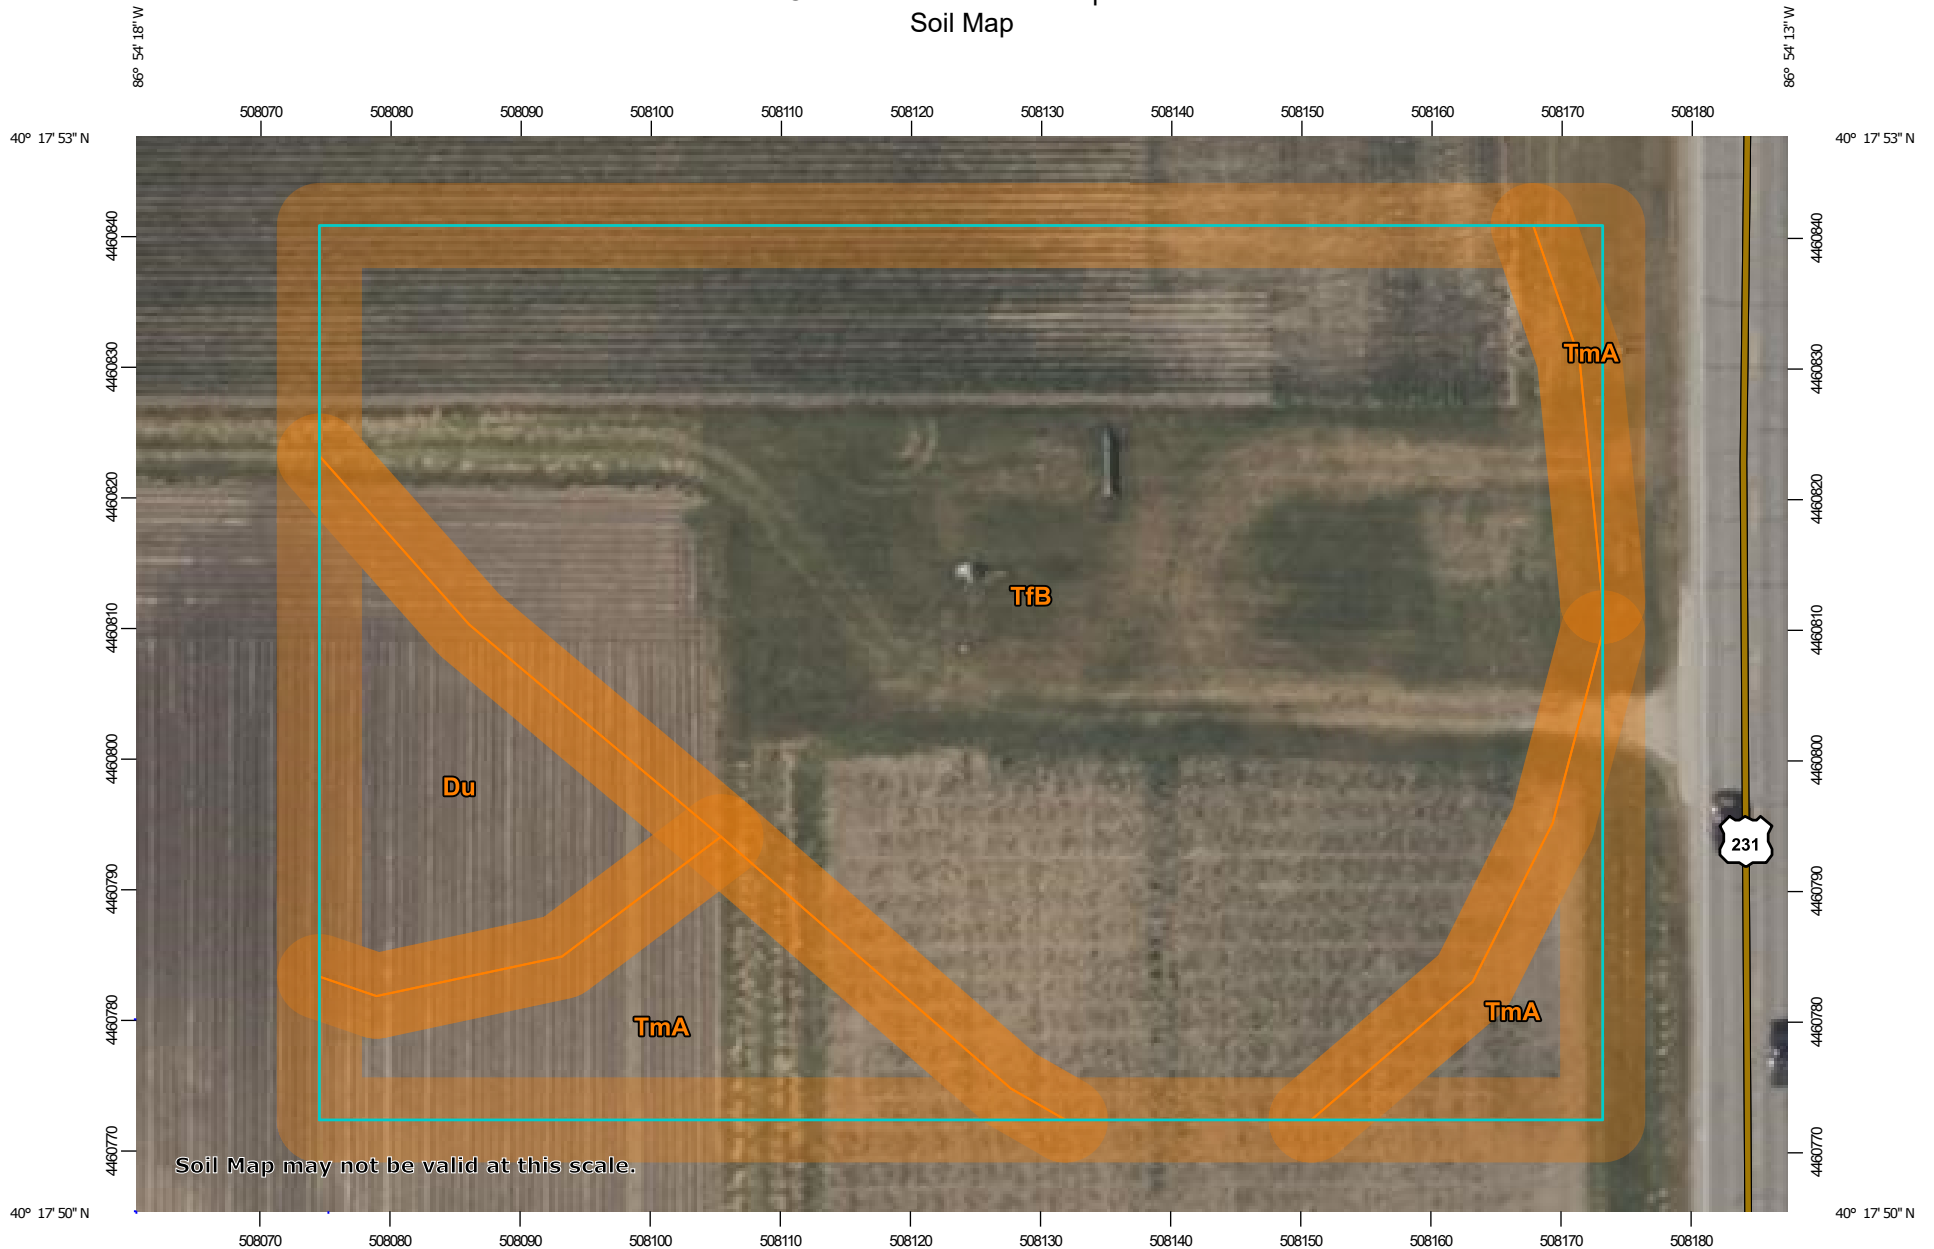 Soil Map
86° 54' 18" W
86° 54' 13" W
508070 508080 508090 508100 508110 508120 508130 508140 508150 508160 508170 508180
40° 17' 53" N
40° 17' 53" N
4460840
4460840
TmA
4460830
4460830
4460820
4460820
TfB
4460810
4460810
4460800
4460800
Du
231
4460790
4460790
TmA
TmA
4460780
4460780
4460770
4460770
Soil Map may not be valid at this scale.
40° 17' 50" N
40° 17' 50" N
508070 508080 508090 508100 508110 508120 508130 508140 508150 508160 508170 508180